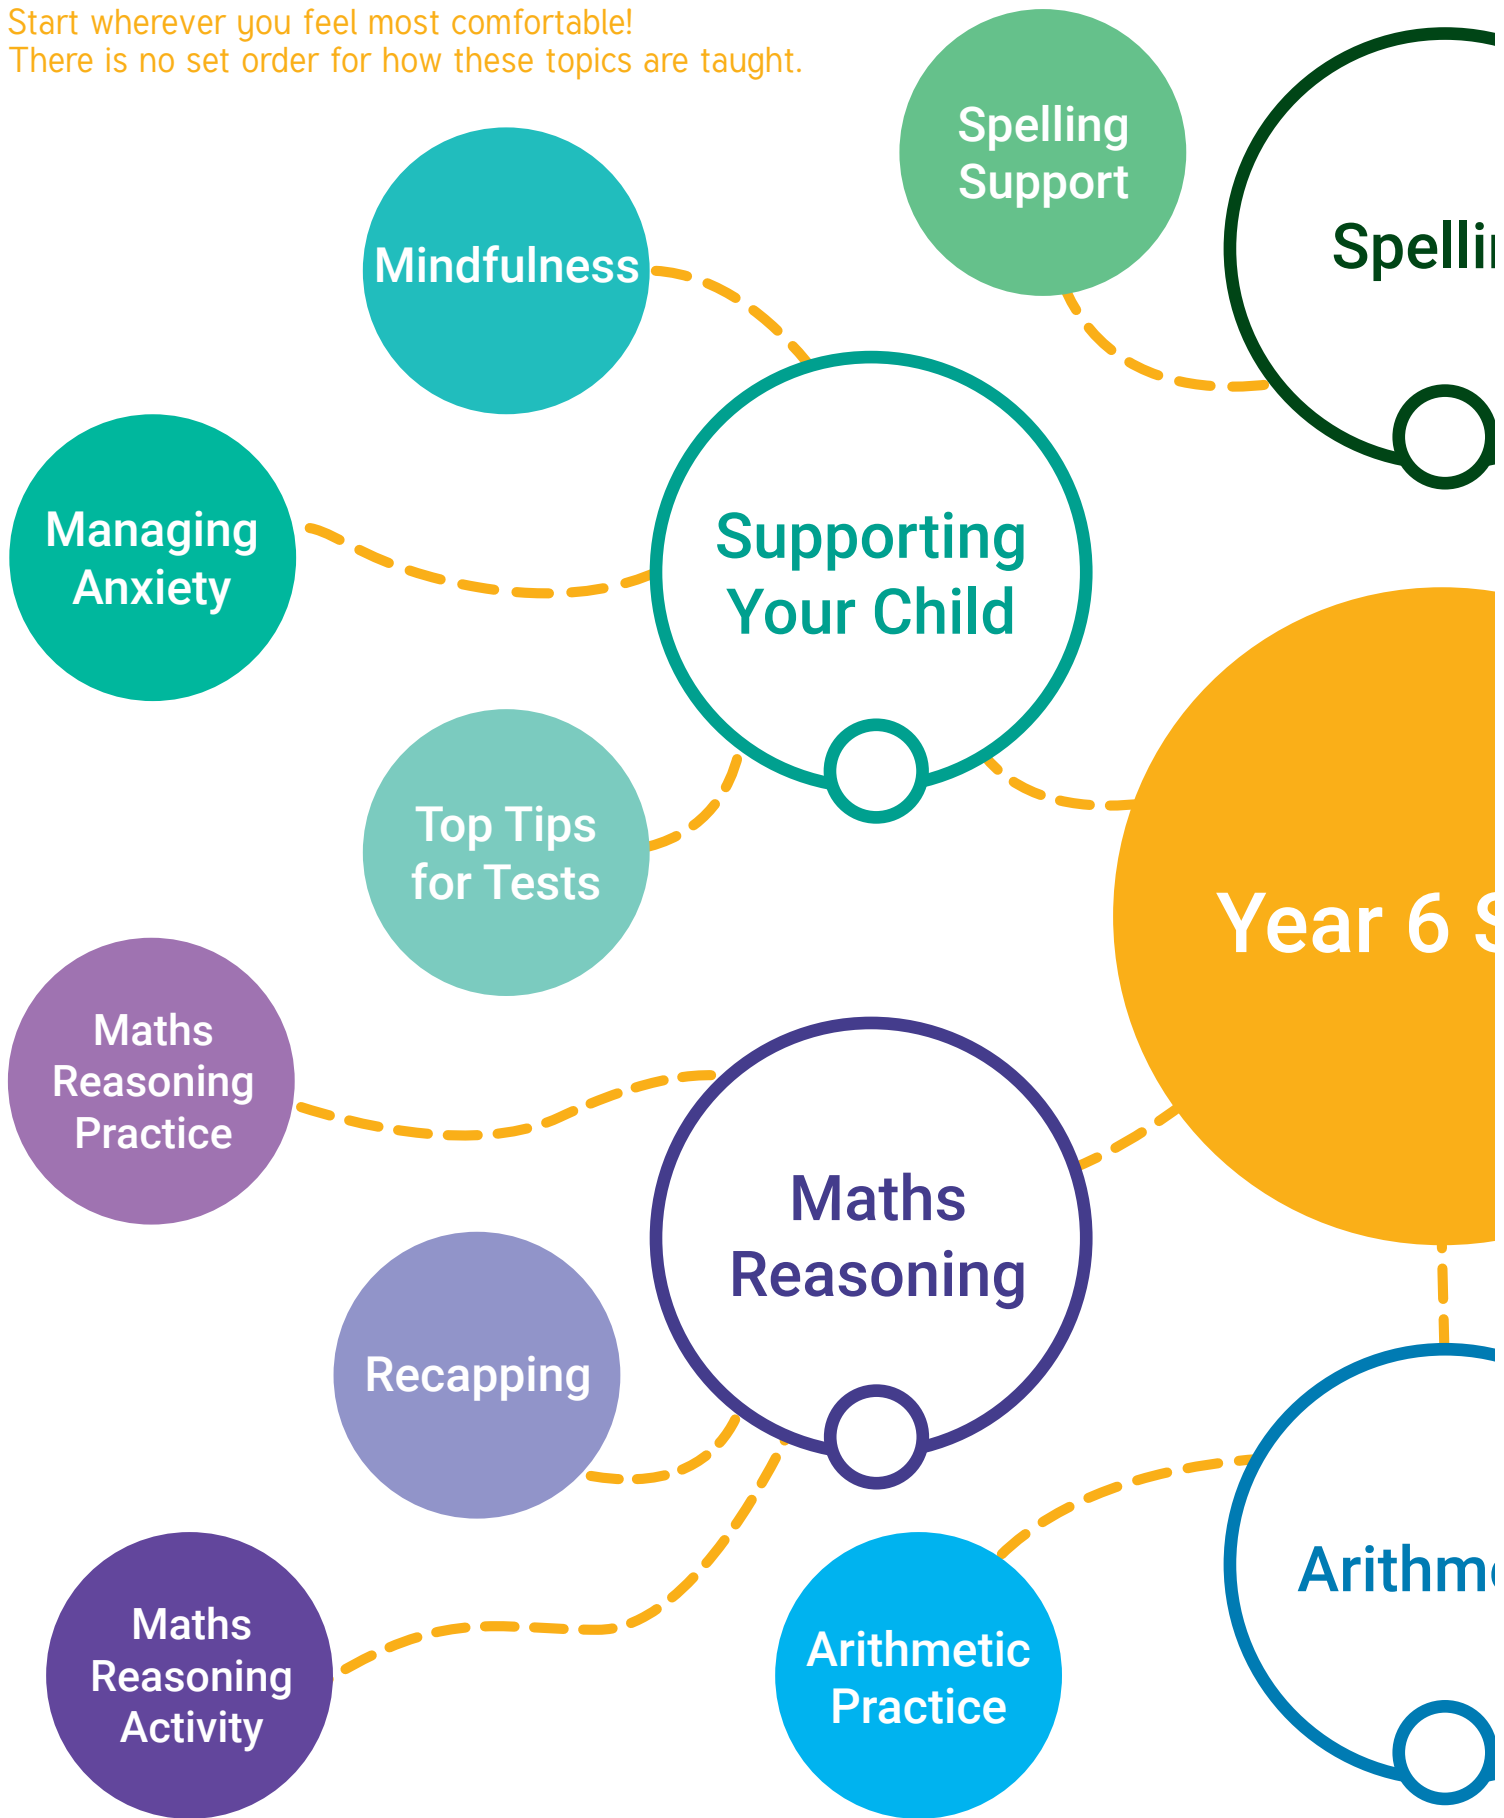 Start wherever you feel most comfortable!
There is no set order for how these topics are taught.
Spelling
Support
Mindfulness
Managing
Anxiety
Supporting
Your Child
Top Tips
for Tests
Year 6
Maths
Reasoning
Practice
Maths
Reasoning
Recapping
Maths
Reasoning
Activity
Arithmetic
Practice